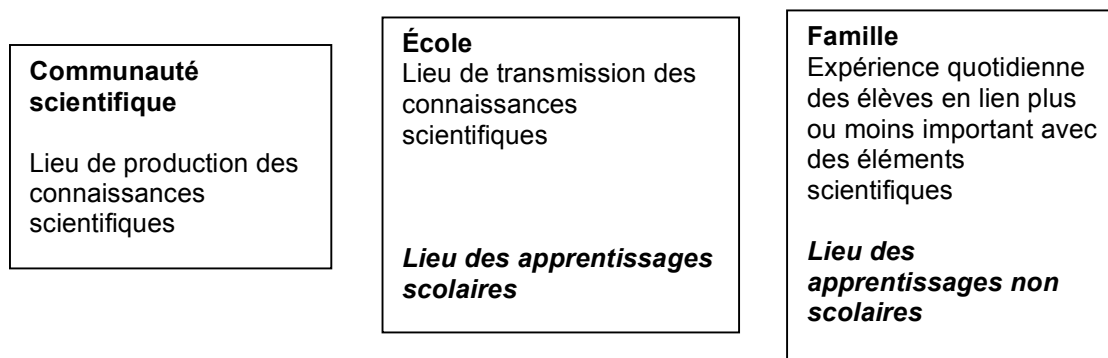 Communauté
scientifique
Lieu de production des
connaissances
scientifiques
École
Lieu de transmission des
connaissances
scientifiques
Lieu des apprentissages
scolaires
Famille
Expérience quotidienne
des élèves en lien plus
ou moins important avec
des éléments
scientifiques
Lieu des
apprentissages non
scolaires